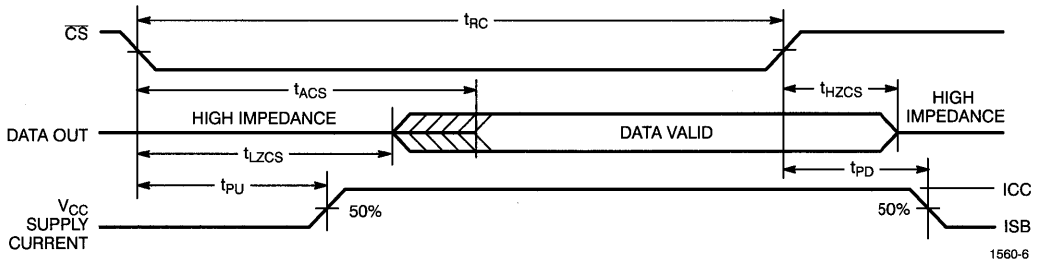 tRC
CS
tACS
tHZCS
HIGH IMPEDANCE
HIGH
IMPEDANCE
DATA OUT
DATA VALID
tLZCS
tPD
tPU
ICC
VCC
SUPPLY
CURRENT
50%
50%
ISB
1560-6